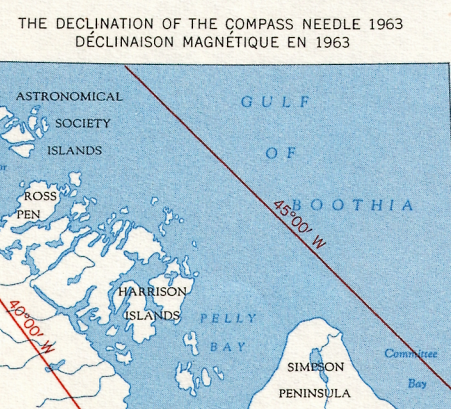 THE DECLINATION OF THE COMPASS NEEDLE 1963
DÉCLINAISON MAGNÉTIQUE EN 1963
ASTRONOMICAL
SOCIETY
ISLANDS
GULF
OF
BOOTHIA
ROSS
PEN
45°00' W
HARRISON
ISLANDS
PELLY
BAY
40°00' W
SIMPSON
PENINSULA
Committee
Bay